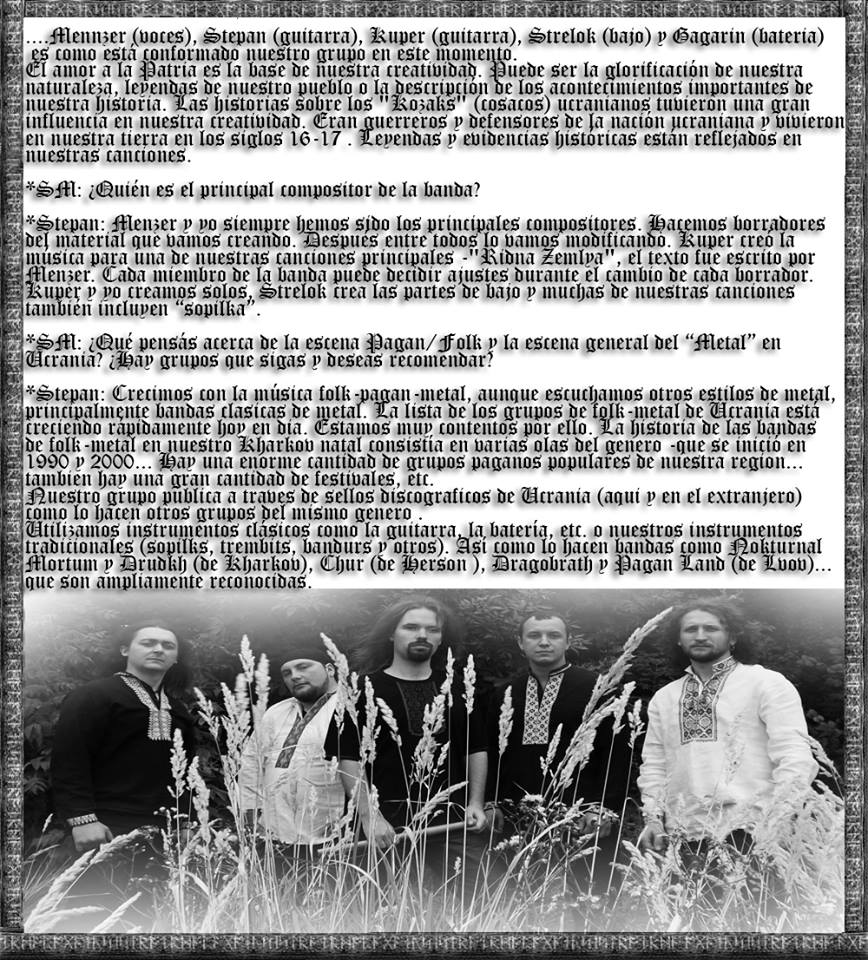 ....Mennzer (voces), Stepan (guitarra), Kuper (guitarra), Strelok (bajo) y Gagarin (bateria)
es como está conformado nuestro grupo en este momento.
El amor a la Patria es la base de nuestra creatividad. Puede ser la glorificación de nuestra
naturaleza, leyendas de nuestro pueblo o la descripción de los acontecimientos importantes de
nuestra historia. Las historias sobre los "Kozaks" (cosacos) ucranianos tuvieron una gran
influencia en nuestra creatividad. Eran guerreros y defensores de la nación ucraniana y vivieron
en nuestra tierra en los siglos 16-17 . Leyendas y evidencias históricas están reflejados en
nuestras canciones.
*SM: ¿Quién es el principal compositor de la banda?
*Stepan: Menzer y yo siempre hemos sido los principales compositores. Hacemos borradores
del material que vamos creando. Despues entre todos lo vamos modificando. Kuper creó la
música para una de nuestras canciones principales -"Ridna Zemlya", el texto fue escrito por
Menzer. Cada miembro de la banda puede decidir ajustes durante el cambio de cada borrador.
Kuper y yo creamos solos, Strelok crea las partes de bajo y muchas de nuestras canciones
también incluyen “sopilka”.
*SM: ¿Qué pensás acerca de la escena Pagan/Folk y la escena general del “Metal” en
Ucrania? ¿Hay grupos que sigas y deseas recomendar?
*Stepan: Crecimos con la música folk-pagan-metal, aunque escuchamos otros estilos de metal,
principalmente bandas clasicas de metal. La lista de los grupos de folk-metal de Ucrania está
creciendo rápidamente hoy en día. Estamos muy contentos por ello. La historia de las bandas
de folk-metal en nuestro Kharkov natal consistía en varias olas del genero -que se inició en
1990 y 2000... Hay una enorme cantidad de grupos paganos populares de nuestra region...
tambien hay una gran cantidad de festivales, etc.
Nuestro grupo publica a traves de sellos discograficos de Ucrania (aqui y en el extranjero)
como lo hacen otros grupos del mismo genero .
Utilizamos instrumentos clásicos como la guitarra, la batería, etc. o nuestros instrumentos
tradicionales (sopilks, trembits, bandurs y otros). Asi como lo hacen bandas como Nokturnal
Mortum y Drudkh (de Kharkov), Chur (de Herson ), Dragobrath y Pagan Land (de Lvov)...
que son ampliamente reconocidas.